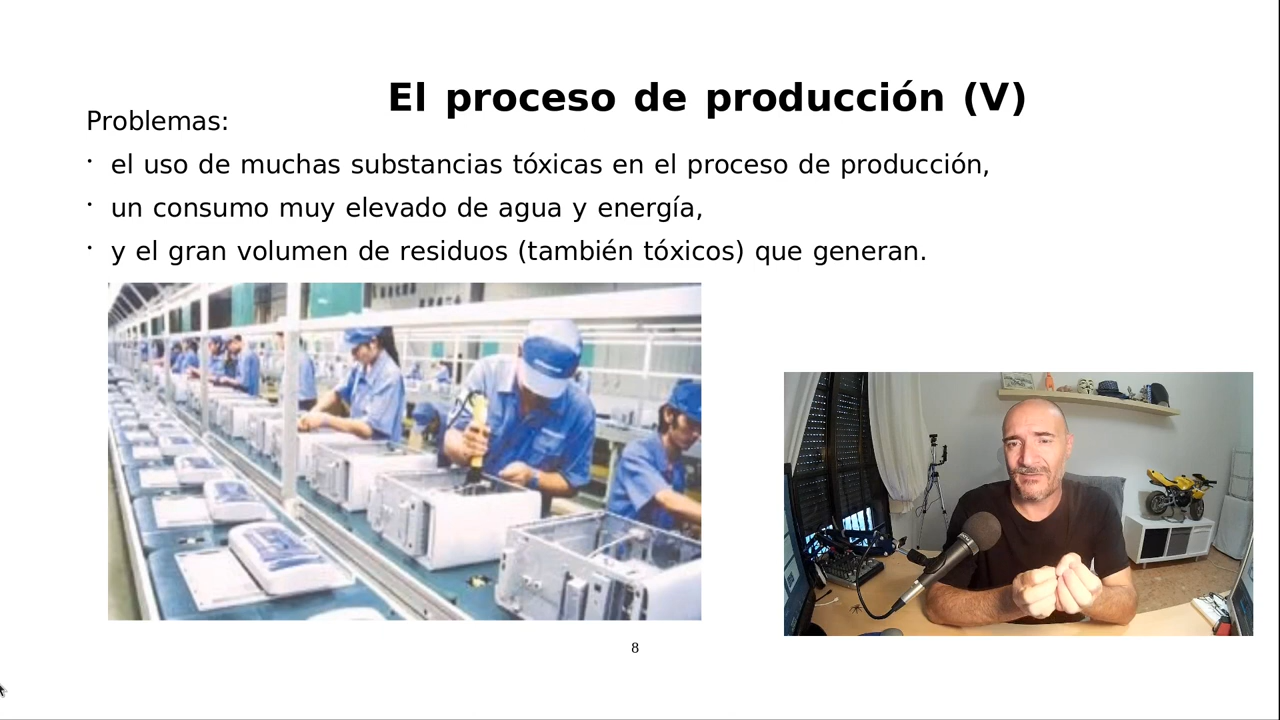 El proceso de producción (V)
Problemas:
· el uso de muchas substancias tóxicas en el proceso de producción,
· un consumo muy elevado de agua y energía,
· y el gran volumen de residuos (también tóxicos) que generan.
8